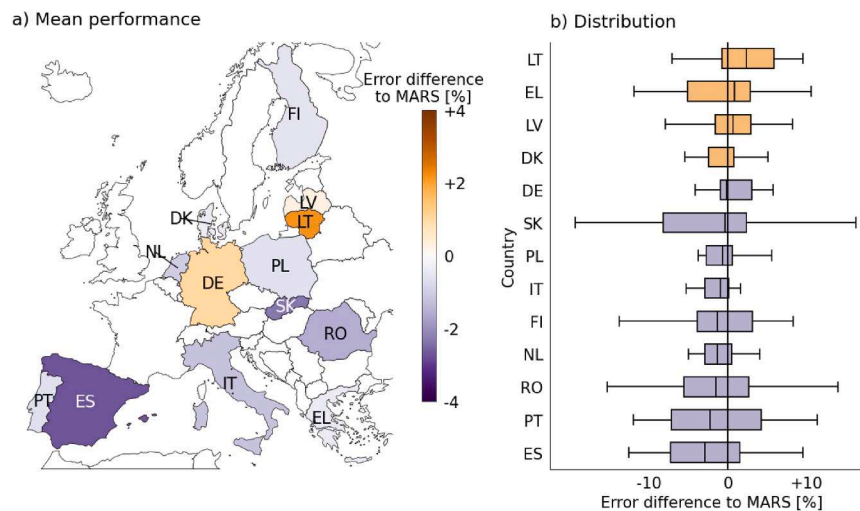 a) Mean performance
Error difference
to MARS [%]
+4
+2
0
-2
-4
FI
LV
LT
DK
NL
DE
PL
SK
RO
IT
PT
ES
EL
b) Distribution
Country
LT
EL
LV
DK
DE
SK
PL
IT
FI
NL
RO
PT
ES
-10
0
+10
Error difference to MARS [%]